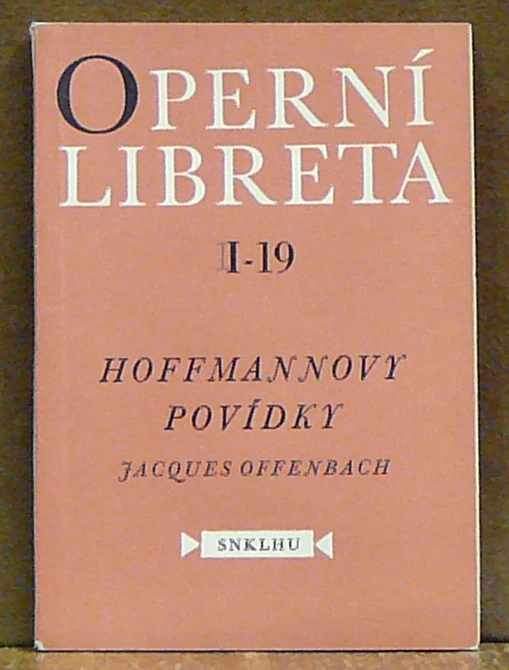 OPERNÍ
LIBRETA
II-19
HOFFMANNOVY
POVÍDKY
JACQUES OFFENBACH
SNKLHU